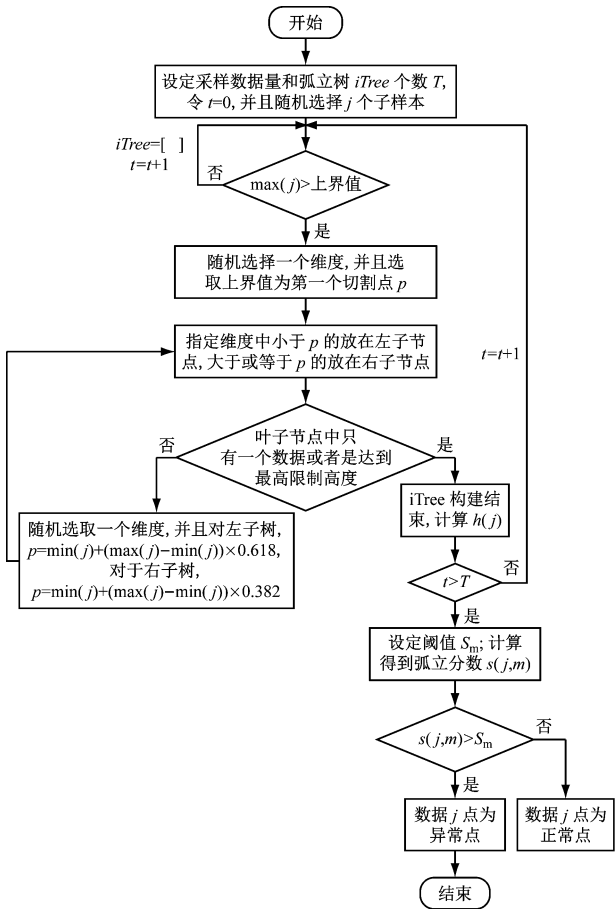 开始
设定采样数据量和弧立树 iTree 个数 T,
令 t=0,并且随机选择 j 个子样本
iTree=[ ]
t=t+1
否
max(j)>上界值
是
随机选择一个维度,并且选
取上界值为第一个切割点 p
指定维度中小于 p 的放在左子节
点,大于或等于 p 的放在右子节点
t=t+1
否
叶子节点中只
有一个数据或者是达到
最高限制高度
是
iTree 构建结
束,计算 h(j)
随机选取一个维度,并且对左子树,
p=min(j)+(max(j)−min(j))×0.618,
对于右子树,
p=min(j)+(max(j)−min(j))×0.382
t>T
否
是
设定阈值 Sm;计算
得到弧立分数 s(j,m)
s(j,m)>Sm
否
是
数据 j 点为
异常点
数据 j 点为
正常点
结束